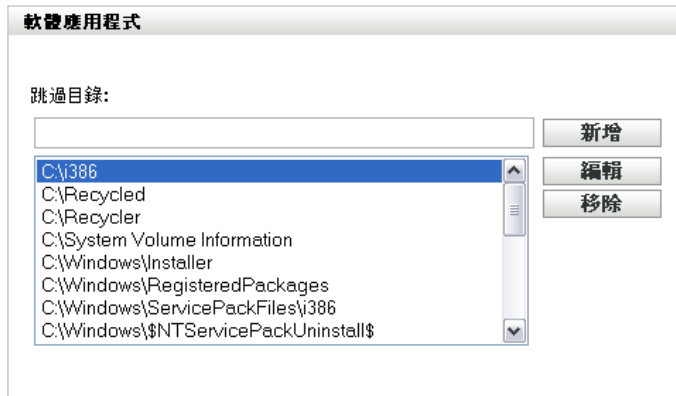 軟體應用程式
跳過目錄:
新增
C:\i386
編輯
C:\Recycled
C:\Recycler
移除
C:\System Volume Information
C:\Windows\Installer
C:\Windows\RegisteredPackages
C:\Windows\ServicePackFiles\i386
C:\Windows\$NTServicePackUninstall$